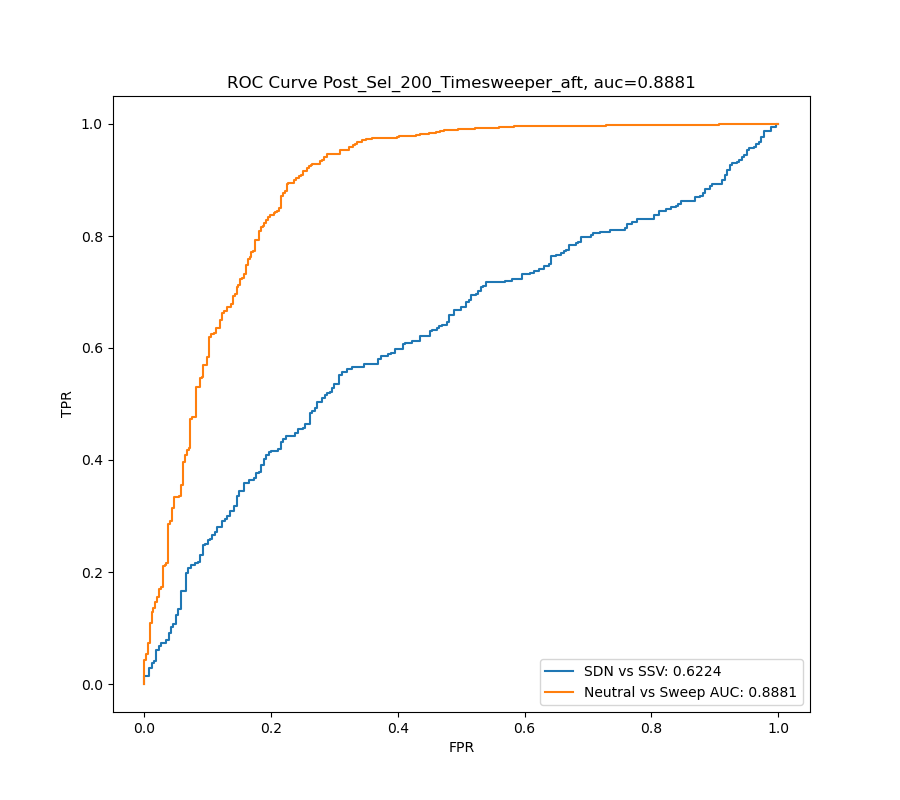 ROC Curve Post_Sel_200_Timesweeper_aft, auc=0.8881
1.0
0.8
0.6
0.4
0.2
0.0
TPR
0.0 0.2 0.4 0.6 0.8 1.0
FPR
SDN vs SSV: 0.6224
Neutral vs Sweep AUC: 0.8881